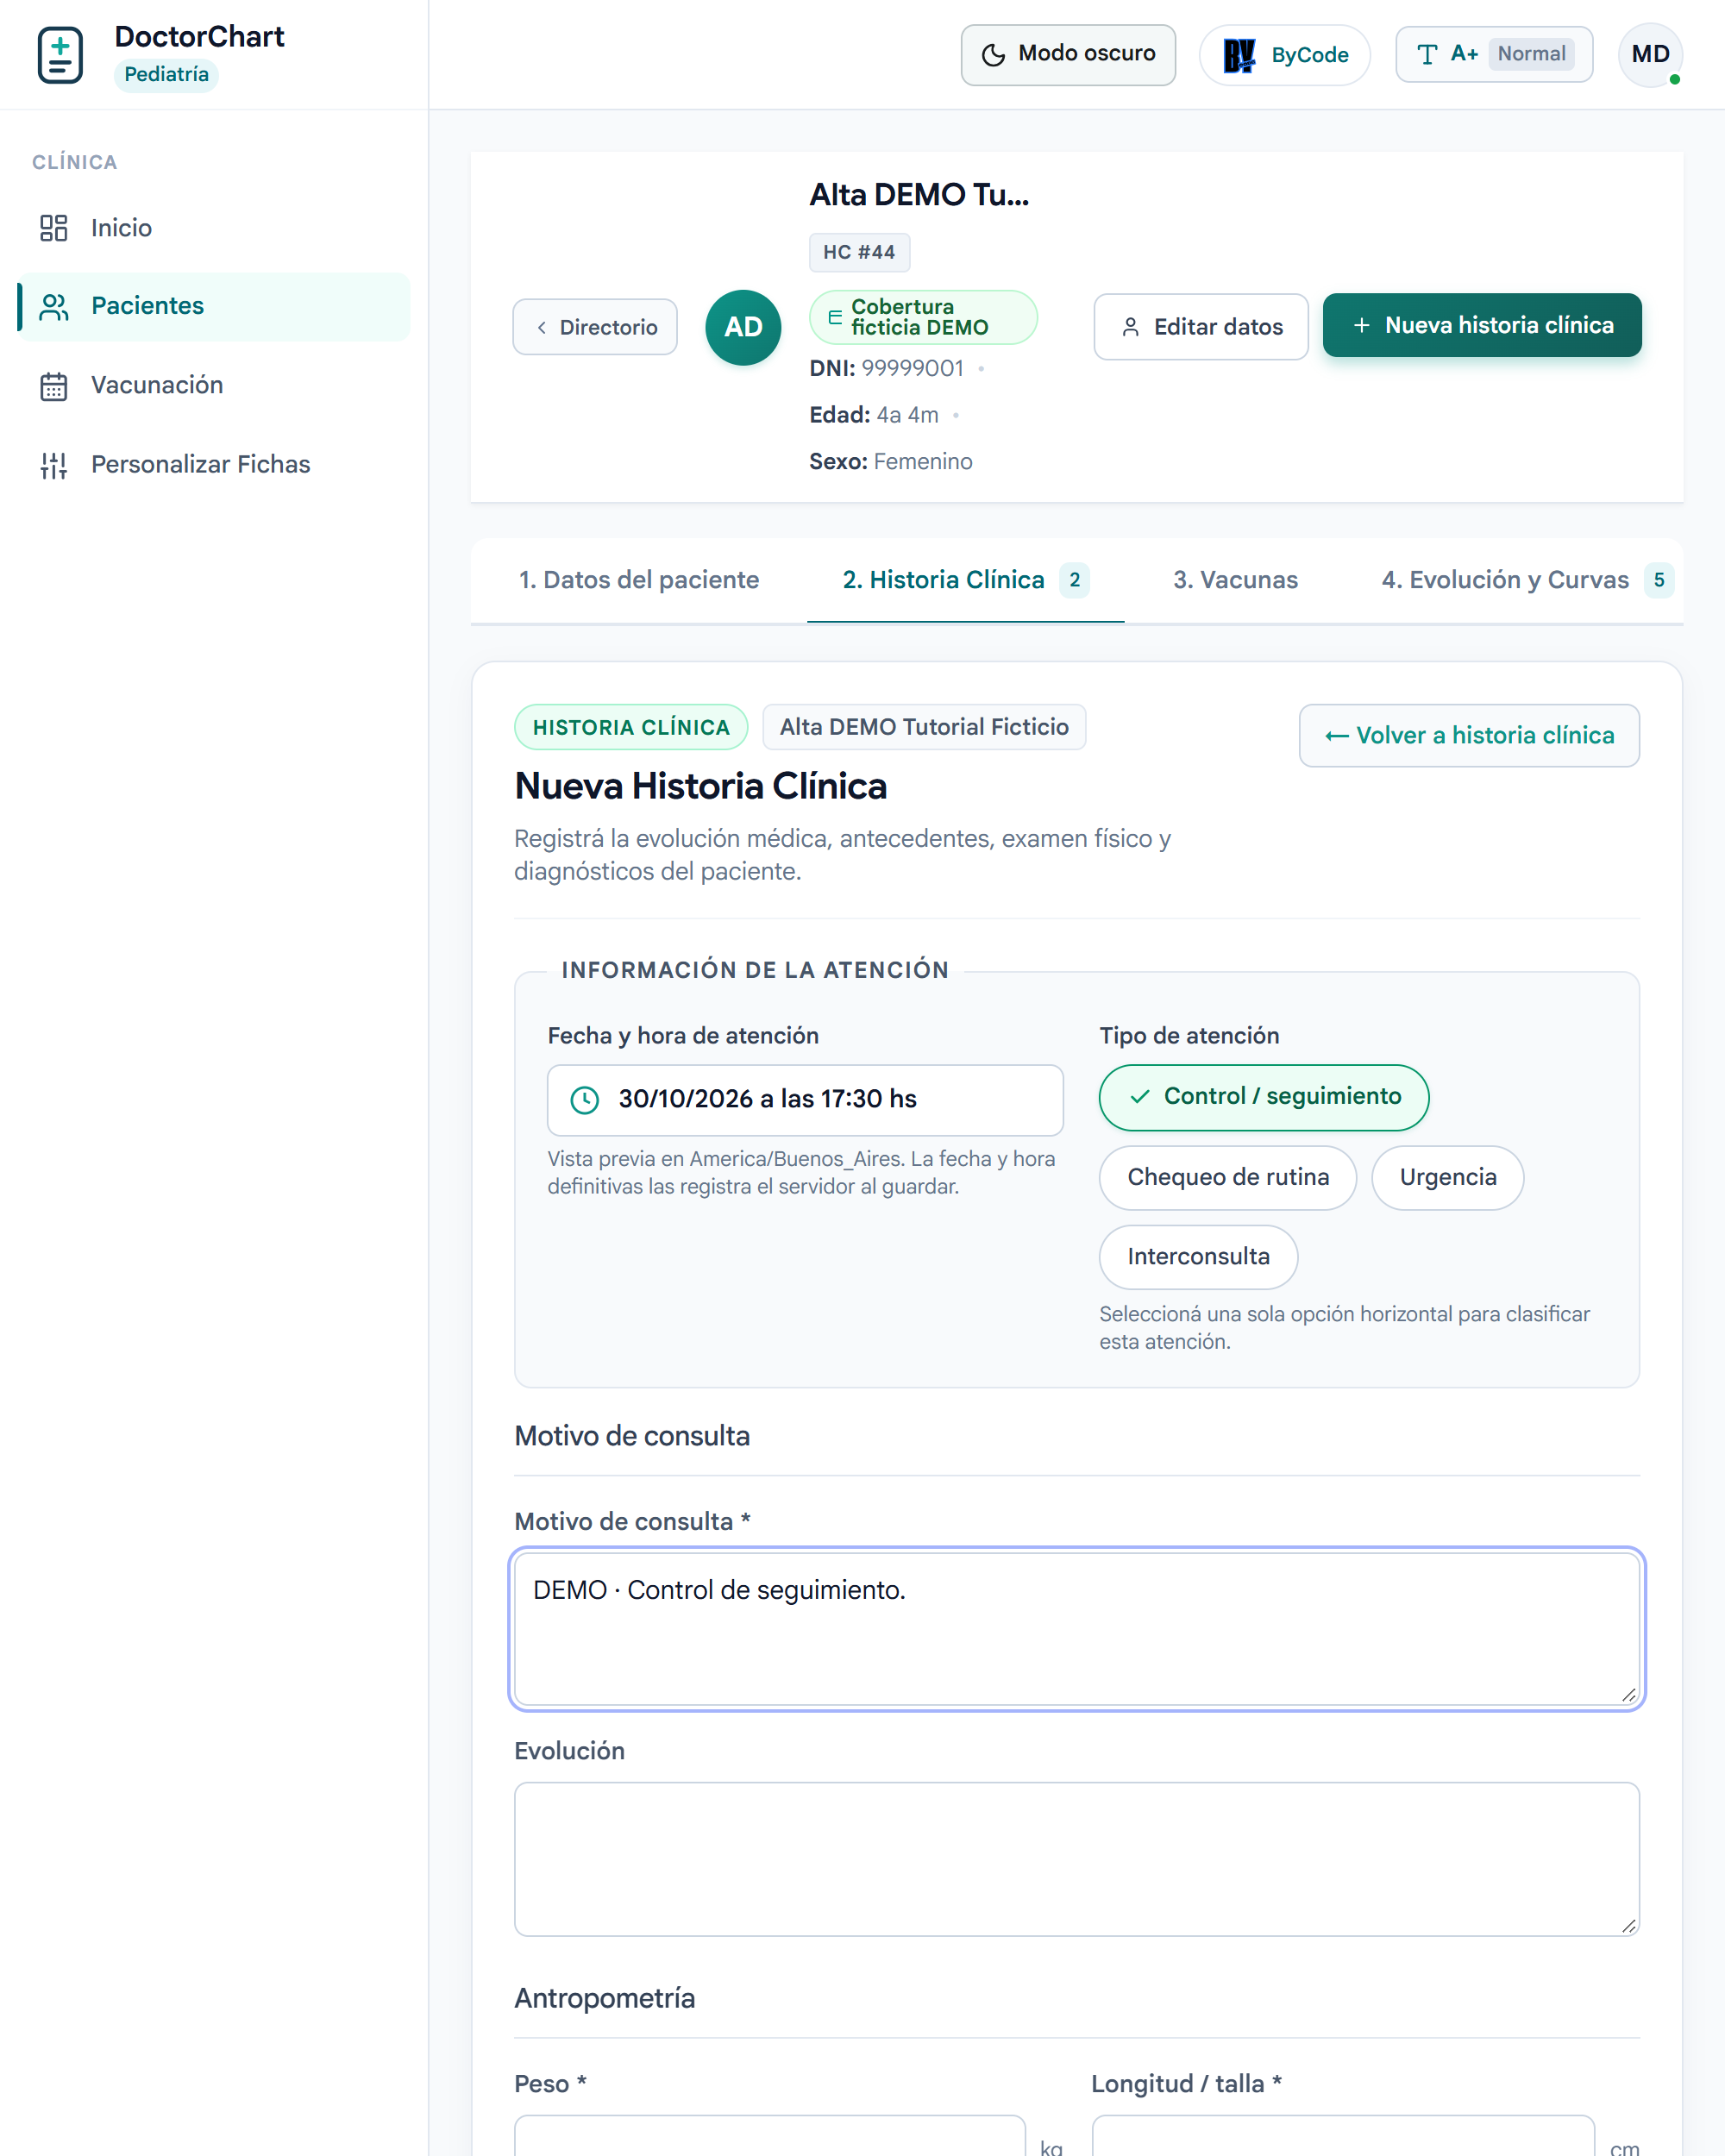 DoctorChart
Pediatría
Modo oscuro
ByCode
A+ Normal
MD
CLÍNICA
Inicio
Pacientes
Vacunación
Personalizar Fichas
Directorio
AD
Alta DEMO Tu...
HC #44
Cobertura
ficticia DEMO
DNI: 99999001 •
Edad: 4a 4m •
Sexo: Femenino
Editar datos
+ Nueva historia clínica
1. Datos del paciente
2. Historia Clínica 2
3. Vacunas
4. Evolución y Curvas 5
HISTORIA CLÍNICA
Alta DEMO Tutorial Ficticio
← Volver a historia clínica
Nueva Historia Clínica
Registrá la evolución médica, antecedentes, examen físico y
diagnósticos del paciente.
INFORMACIÓN DE LA ATENCIÓN
Fecha y hora de atención
30/10/2026 a las 17:30 hs
Vista previa en America/Buenos_Aires. La fecha y hora
definitivas las registra el servidor al guardar.
Tipo de atención
Control / seguimiento
Chequeo de rutina
Urgencia
Interconsulta
Seleccioná una sola opción horizontal para clasificar
esta atención.
Motivo de consulta
Motivo de consulta *
DEMO · Control de seguimiento.
Evolución
Antropometría
Peso *
kg
Longitud / talla *
cm